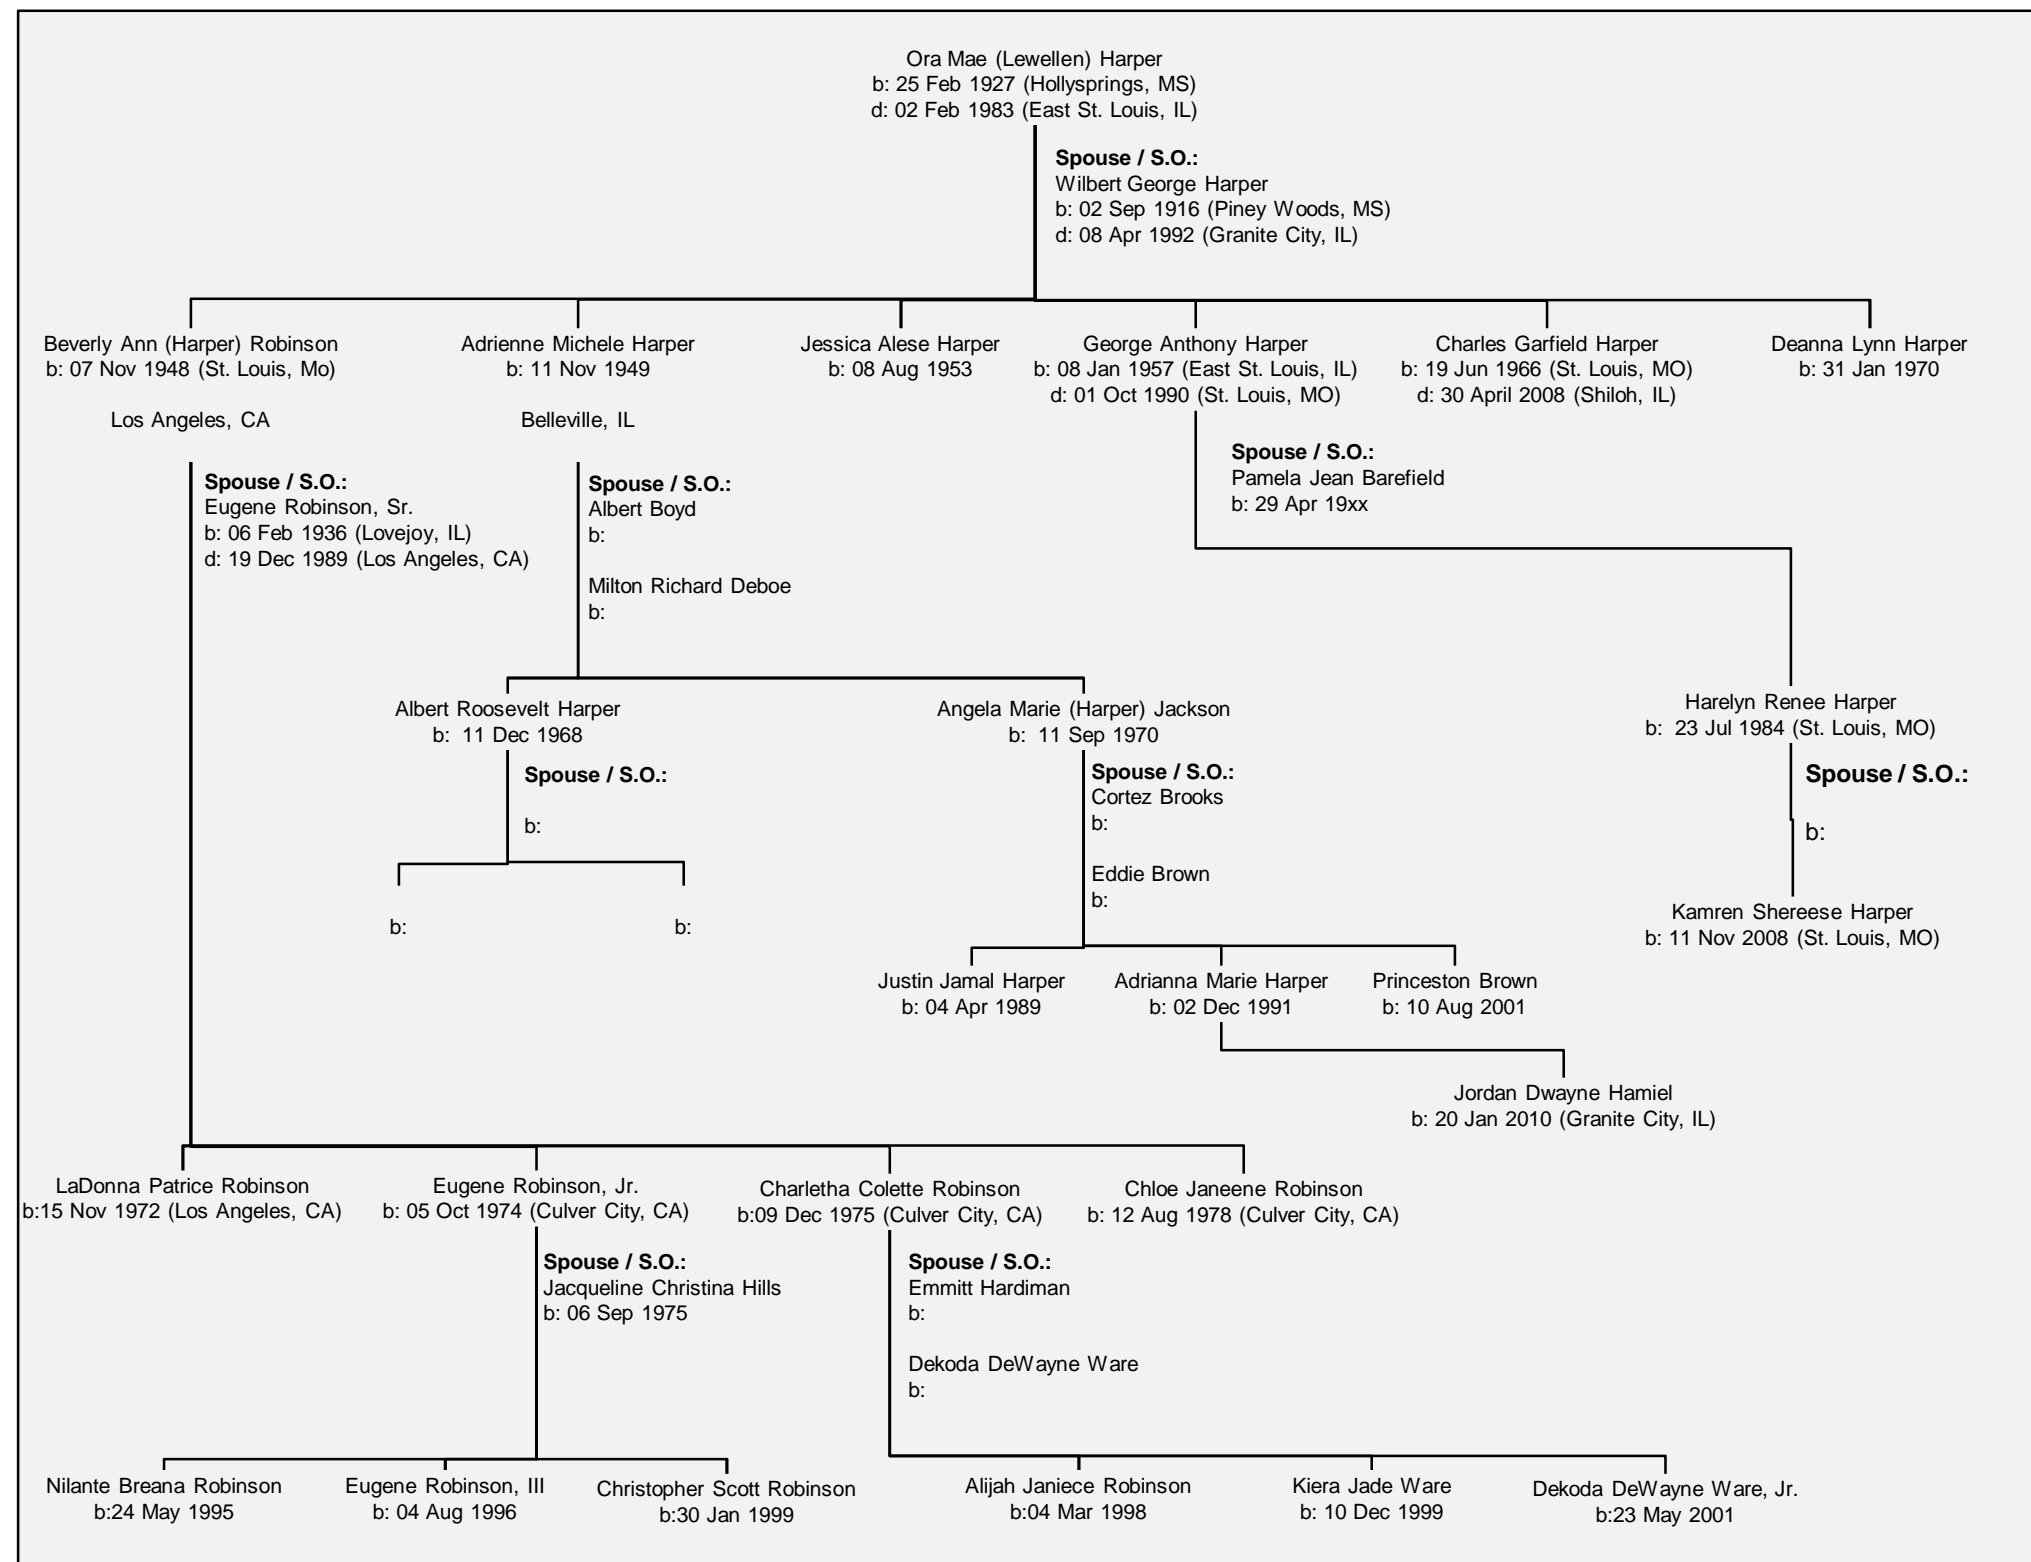 Ora Mae (Lewellen) Harper
b: 25 Feb 1927 (Hollysprings, MS)
d: 02 Feb 1983 (East St. Louis, IL)
Spouse / S.O.:
Wilbert George Harper
b: 02 Sep 1916 (Piney Woods, MS)
d: 08 Apr 1992 (Granite City, IL)
Beverly Ann (Harper) Robinson
b: 07 Nov 1948 (St. Louis, Mo)
Los Angeles, CA
Adrienne Michele Harper
b: 11 Nov 1949
Belleville, IL
Jessica Alese Harper
b: 08 Aug 1953
George Anthony Harper
b: 08 Jan 1957 (East St. Louis, IL)
d: 01 Oct 1990 (St. Louis, MO)
Charles Garfield Harper
b: 19 Jun 1966 (St. Louis, MO)
d: 30 April 2008 (Shiloh, IL)
Deanna Lynn Harper
b: 31 Jan 1970
Spouse / S.O.:
Eugene Robinson, Sr.
b: 06 Feb 1936 (Lovejoy, IL)
d: 19 Dec 1989 (Los Angeles, CA)
Spouse / S.O.:
Albert Boyd
b:
Milton Richard Deboe
b:
Spouse / S.O.:
Pamela Jean Barefield
b: 29 Apr 19xx
Albert Roosevelt Harper
b: 11 Dec 1968
Spouse / S.O.:
b:
b:
b:
Angela Marie (Harper) Jackson
b: 11 Sep 1970
Spouse / S.O.:
Cortez Brooks
b:
Eddie Brown
b:
Harelyn Renee Harper
b: 23 Jul 1984 (St. Louis, MO)
Spouse / S.O.:
b:
Kamren Shereese Harper
b: 11 Nov 2008 (St. Louis, MO)
Justin Jamal Harper
b: 04 Apr 1989
Adrianna Marie Harper
b: 02 Dec 1991
Princeston Brown
b: 10 Aug 2001
Jordan Dwayne Hamiel
b: 20 Jan 2010 (Granite City, IL)
LaDonna Patrice Robinson
b:15 Nov 1972 (Los Angeles, CA)
Eugene Robinson, Jr.
b: 05 Oct 1974 (Culver City, CA)
Charletha Colette Robinson
b:09 Dec 1975 (Culver City, CA)
Chloe Janeene Robinson
b: 12 Aug 1978 (Culver City, CA)
Spouse / S.O.:
Jacqueline Christina Hills
b: 06 Sep 1975
Spouse / S.O.:
Emmitt Hardiman
b:
Dekoda DeWayne Ware
b:
Nilante Breana Robinson
b:24 May 1995
Eugene Robinson, III
b: 04 Aug 1996
Christopher Scott Robinson
b:30 Jan 1999
Alijah Janiece Robinson
b:04 Mar 1998
Kiera Jade Ware
b: 10 Dec 1999
Dekoda DeWayne Ware, Jr.
b:23 May 2001